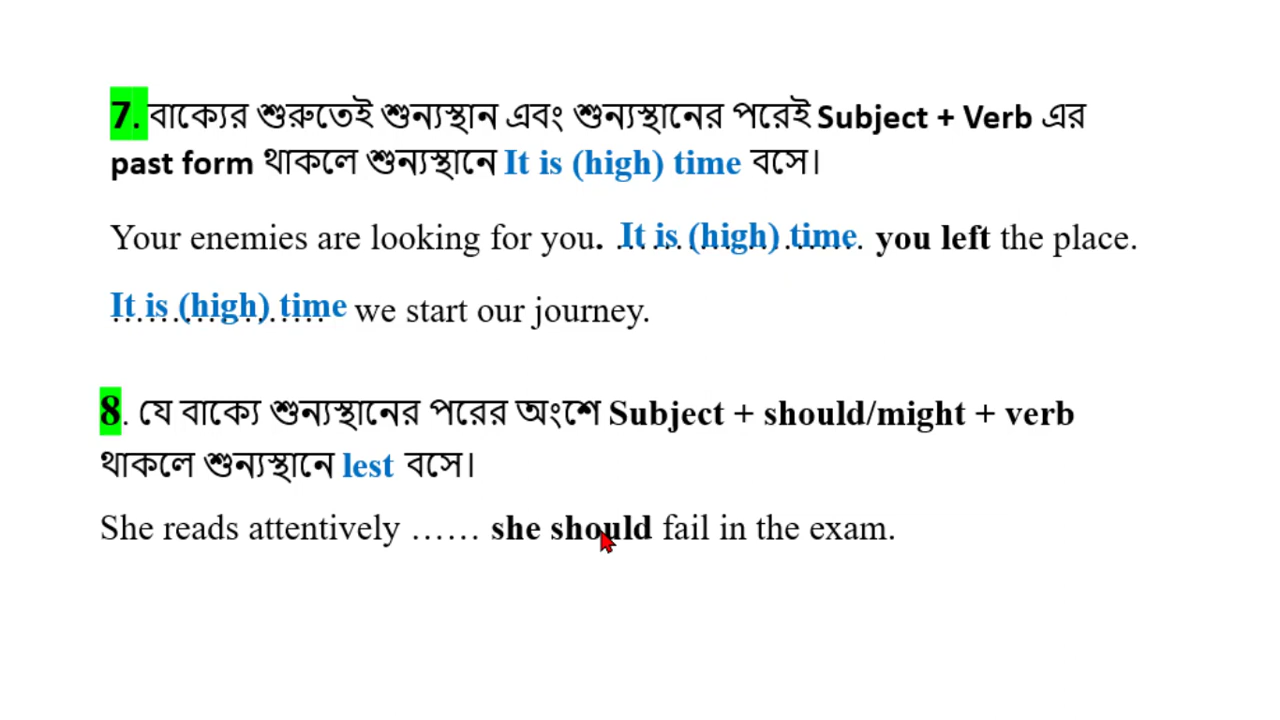 7. বাক্যের শুরুতেই শুন্যস্থান এবং শুন্যস্থানের পরেই Subject + Verb এর
past form থাকলে শুন্যস্থানে It is (high) time বসে।
Your enemies are looking for you. It is (high) time. you left the place.
It is (high) time we start our journey.
8. যে বাক্যে শুন্যস্থানের পরের অংশে Subject + should/might + verb
থাকলে শুন্যস্থানে lest বসে।
She reads attentively …… she should fail in the exam.